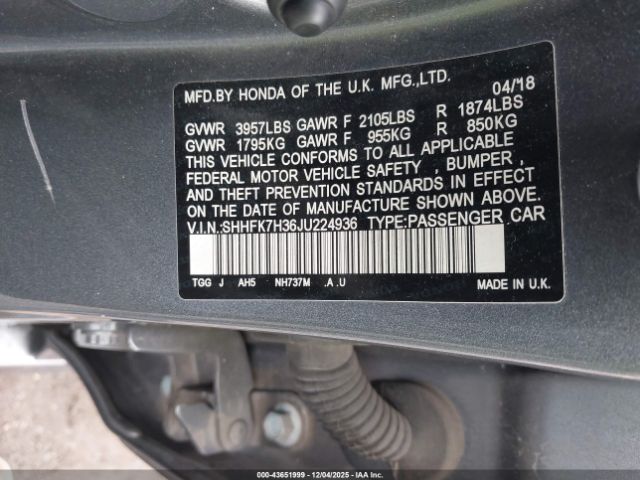 MFD.BY HONDA OF THE U.K. MFG.,LTD. 04/18
GVWR 3957LBS GAWR F 2105LBS R 1874LBS
GVWR 1795KG GAWR F 955KG R 850KG
THIS VEHICLE CONFORMS TO ALL APPLICABLE
FEDERAL MOTOR VEHICLE SAFETY , BUMPER ,
AND THEFT PREVENTION STANDARDS IN EFFECT
ON THE DATE OF MANUFACTURE SHOWN ABOVE.
V.I.N.:SHHFK7H36JU224936 TYPE:PASSENGER CAR
TGG J AH5 NH737M .A .U MADE IN U.K.
000-43651999 - 12/04/2025 - IAA, Inc.